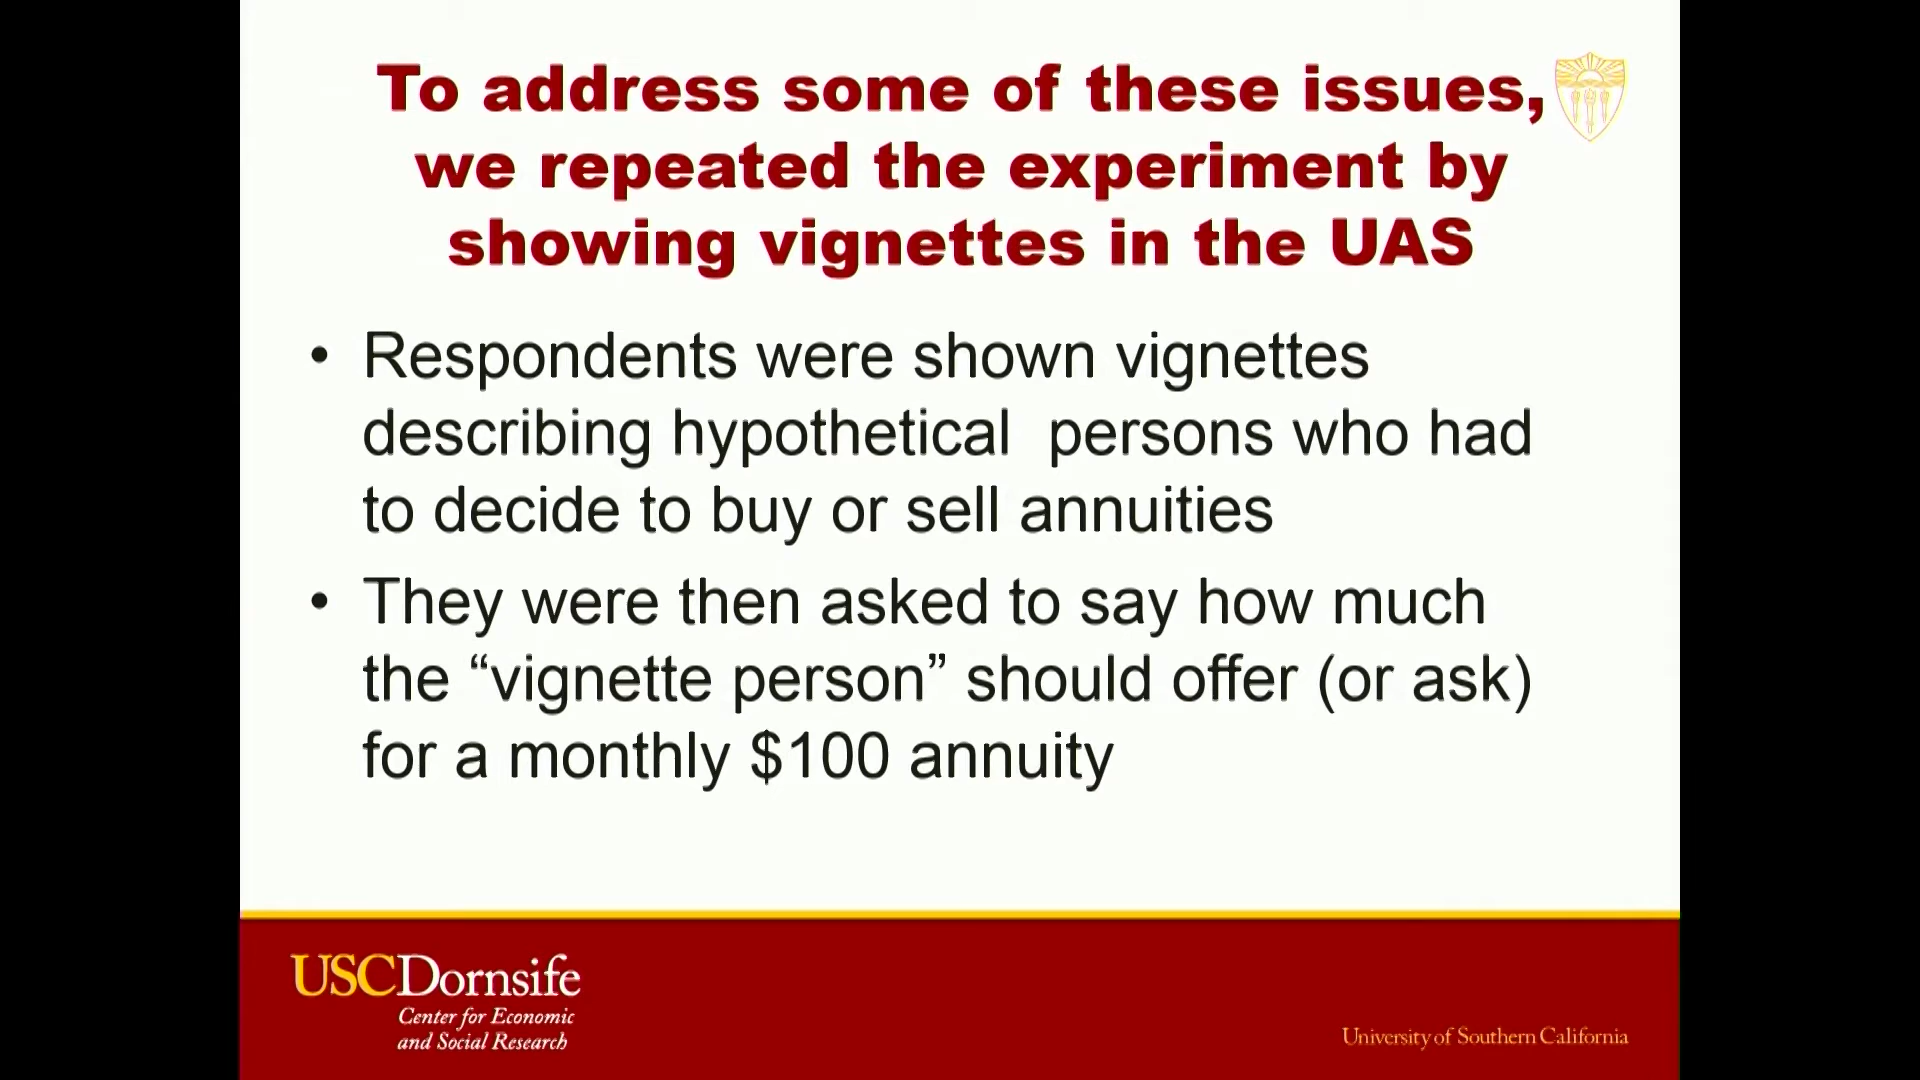 To address some of these issues,
we repeated the experiment by
showing vignettes in the UAS
• Respondents were shown vignettes
describing hypothetical  persons who had
to decide to buy or sell annuities
• They were then asked to say how much
the “vignette person” should offer (or ask)
for a monthly $100 annuity
USCDornsife
Center for Economic
and Social Research
University of Southern California